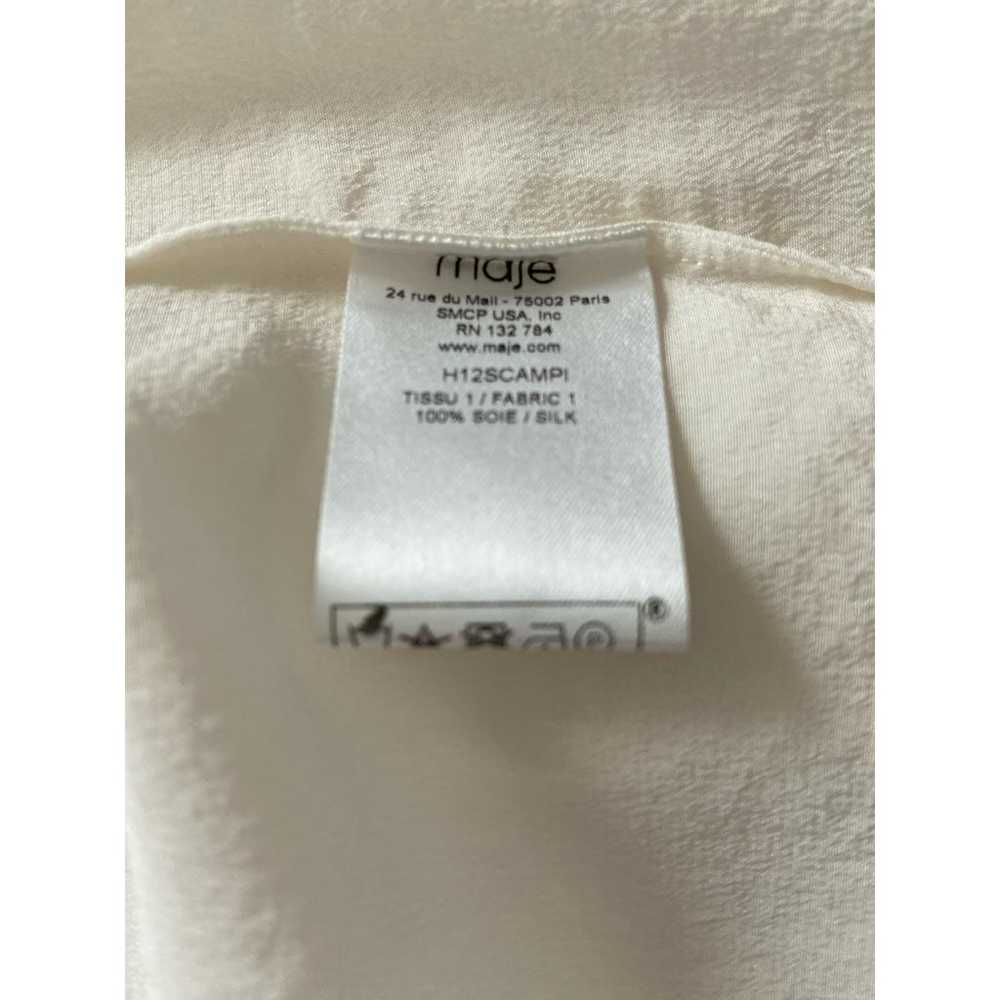 maje
24 rue du Mail - 75002 Paris
SMCP USA, Inc
RN 132 784
www.maje.com
H12SCAMPI
TISSU 1 / FABRIC 1
100% SOIE / SILK
®